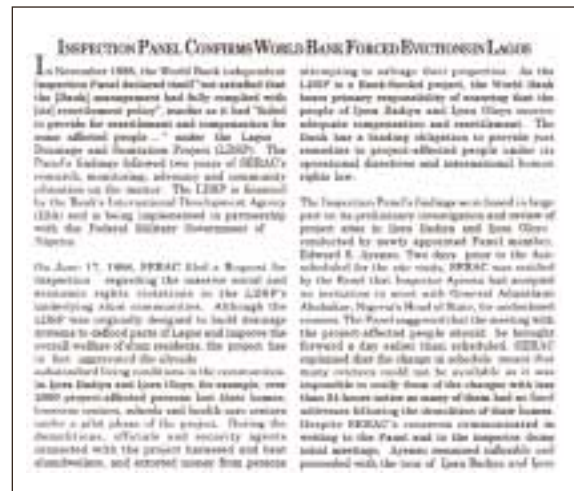 INSPECTION PANEL CONFIRMS WORLD BANK FORCED EVICTIONS IN LAGOS
In November 1998, the World Bank independent
Inspection Panel declared itself "not satisfied that
the [Bank] management had fully complied with
[its] resettlement policy", insofar as it had "failed
to provide for resettlement and compensation for
some affected people ..." under the Lagos
Drainage and Sanitation Project (LDSP). The
Panel's findings followed two years of SERAC's
research, monitoring, advocacy and community
education on the matter. The LDSP is financed
by the Bank's International Development Agency
(IDA) and is being implemented in partnership
with the Federal Military Government of
Nigeria.
On June 17, 1998, SERAC filed a Request for
Inspection regarding the massive social and
economic rights violations in the LDSP's
underlying slum communities. Although the
LDSP was originally designed to build drainage
systems to defined parts of Lagos and improve the
overall welfare of slum residents, the project has
in fact aggravated the already
substandard living conditions in the communities.
In Ijora Badiya and Ijora Oloye, for example, over
2000 project-affected persons lost their homes,
business centers, schools and health care centers
under a pilot phase of the project. During the
demolitions, officials and security agents
connected with the project harassed and beat
slumdwellers, and extorted money from persons
attempting to salvage their properties. As the
LDSP is a Bank-funded project, the World Bank
bears primary responsibility of ensuring that the
people of Ijora Badiya and Ijora Oloye receive
adequate compensation and resettlement. The
Bank has a binding obligation to provide just
remedies to project-affected people under its
operational directives and international human
rights law.
The Inspection Panel's findings were based in large
part on its preliminary investigation and review of
project sites in Ijora Badiya and Ijora Oloye
conducted by newly appointed Panel member,
Edward S. Ayensu. Two days prior to the
scheduled for the site visits, SERAC was notified
by the Panel that Inspector Ayensu had accepted
an invitation to meet with General Abdulsalami
Abubakar, Nigeria's Head of State, for undisclosed
reasons. The Panel suggested that the meeting with
the project-affected people should be brought
forward a day earlier than scheduled. SERAC
explained that the change in schedule meant that
many evictees could not be available as it was
impossible to notify them of the changes with less
than 24 hours notice as many of them had no fixed
addresses following the demolition of their homes.
Despite SERAC's concerns communicated in
writing to the Panel and to the inspector during
initial meetings, Ayensu remained inflexible and
proceeded with the tour of Ijora Badiya and Ijora